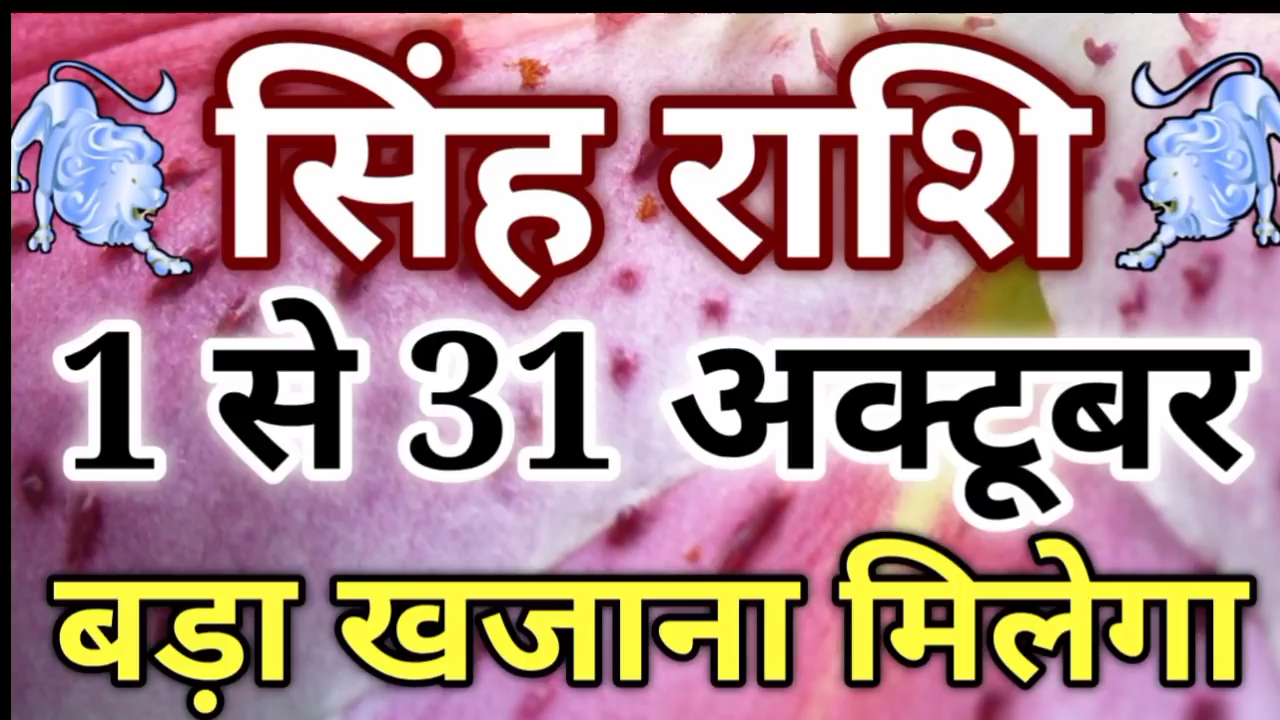 सिंह राशि
1 से 31 अक्टूबर
बड़ा खजाना मिलेगा